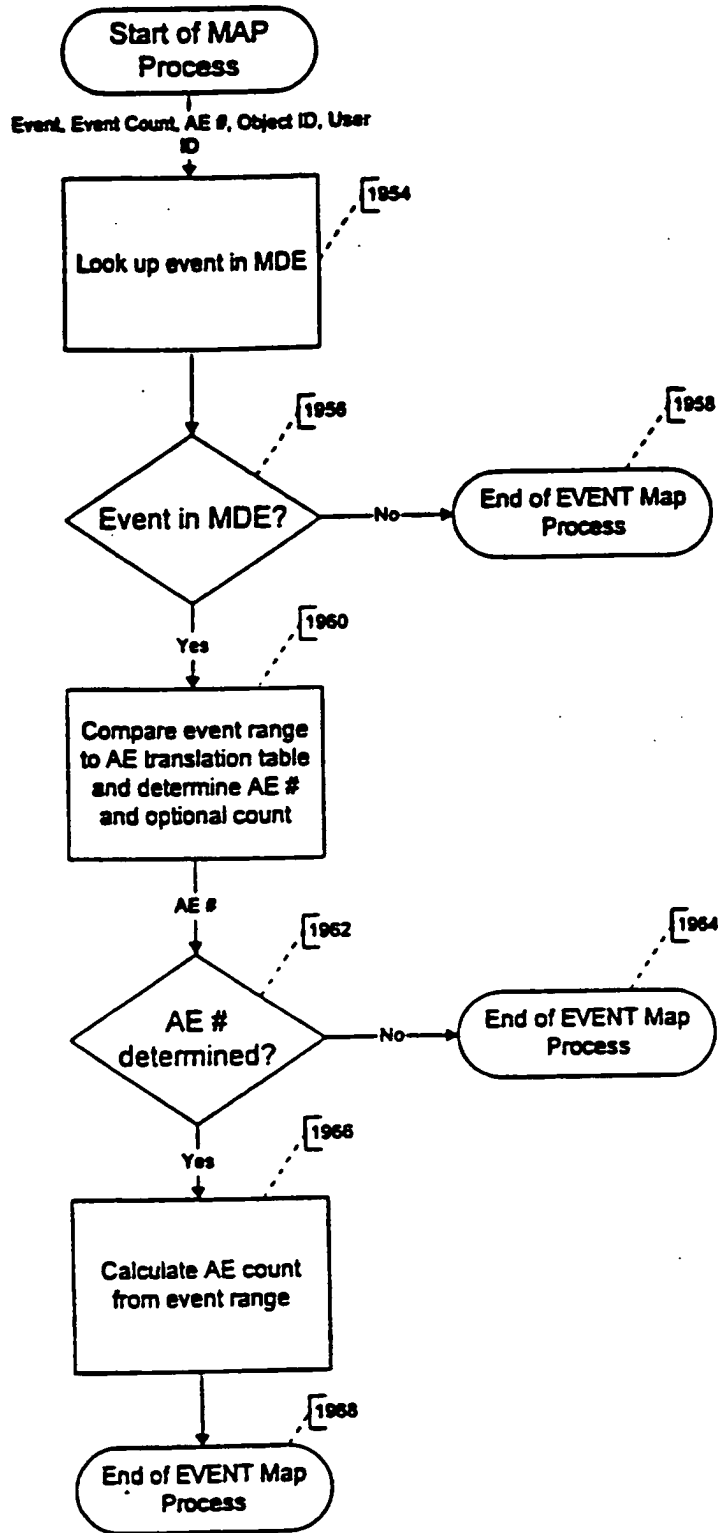 Start of MAP
Process
Event, Event Count, AE #, Object ID, User
ID
1954
Look up event in MDE
1956
1958
Event in MDE?
No
End of EVENT Map
Process
Yes
1960
Compare event range
to AE translation table
and determine AE #
and optional count
AE #
1962
1964
AE #
determined?
No
End of EVENT Map
Process
Yes
1966
Calculate AE count
from event range
1968
End of EVENT Map
Process